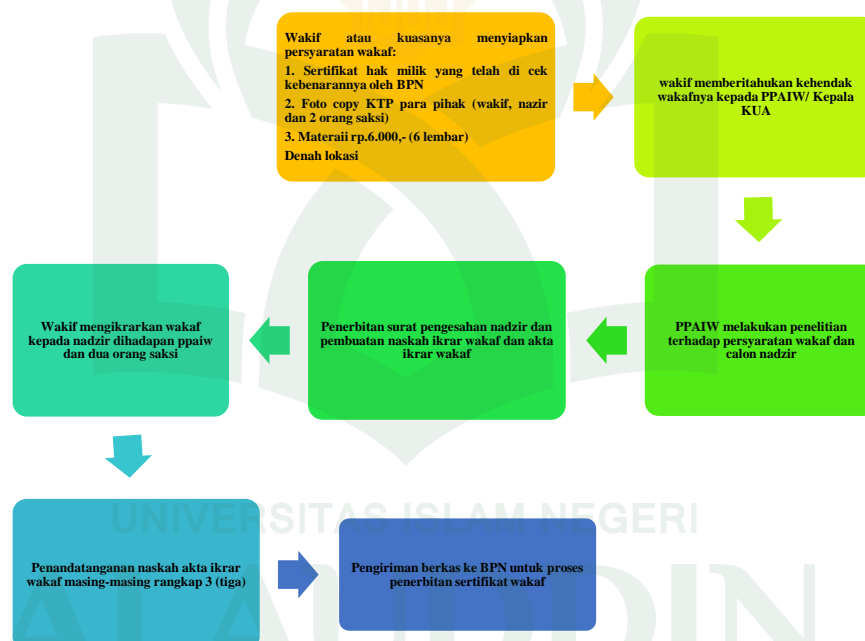 Wakif atau kuasanya menyiapkan
persyaratan wakaf:
1. Sertifikat hak milik yang telah di cek
kebenarannya oleh BPN
2. Foto copy KTP para pihak (wakif, nazir
dan 2 orang saksi)
3. Materaii rp.6.000,- (6 lembar)
Denah lokasi
wakif memberitahukan kehendak
wakafnya kepada PPAIW/ Kepala
KUA
PPAIW melakukan penelitian
terhadap persyaratan wakaf dan
calon nadzir
Penerbitan surat pengesahan nadzir dan
pembuatan naskah ikrar wakaf dan akta
ikrar wakaf
Wakif mengikrarkan wakaf
kepada nadzir dihadapan ppaiw
dan dua orang saksi
Penandatanganan naskah akta ikrar
wakaf masing-masing rangkap 3 (tiga)
Pengiriman berkas ke BPN untuk proses
penerbitan sertifikat wakaf
UNIVERSITAS ISLAM NEGERI
ALAUDDIN